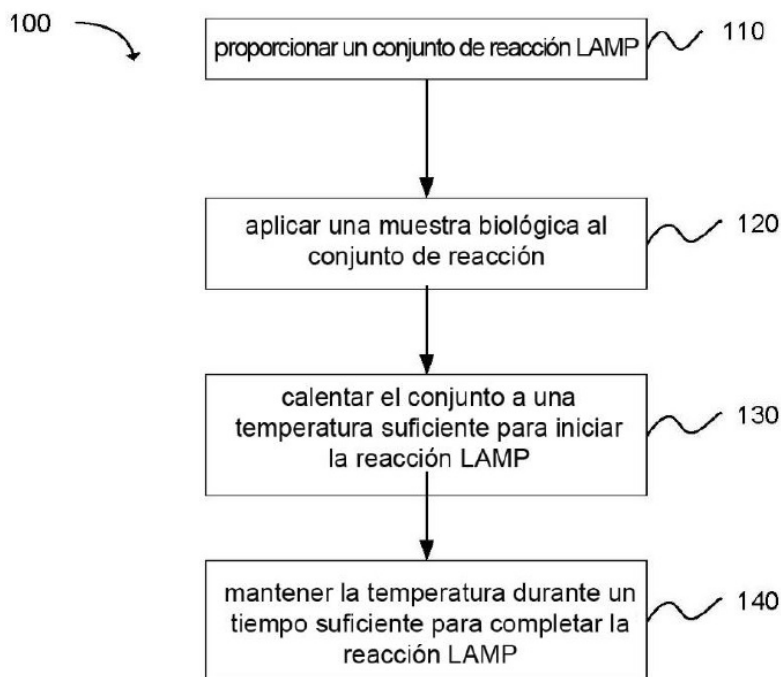 100
proporcionar un conjunto de reacción LAMP
110
aplicar una muestra biológica al
conjunto de reacción
120
calentar el conjunto a una
temperatura suficiente para iniciar
la reacción LAMP
130
mantener la temperatura durante un
tiempo suficiente para completar la
reacción LAMP
140